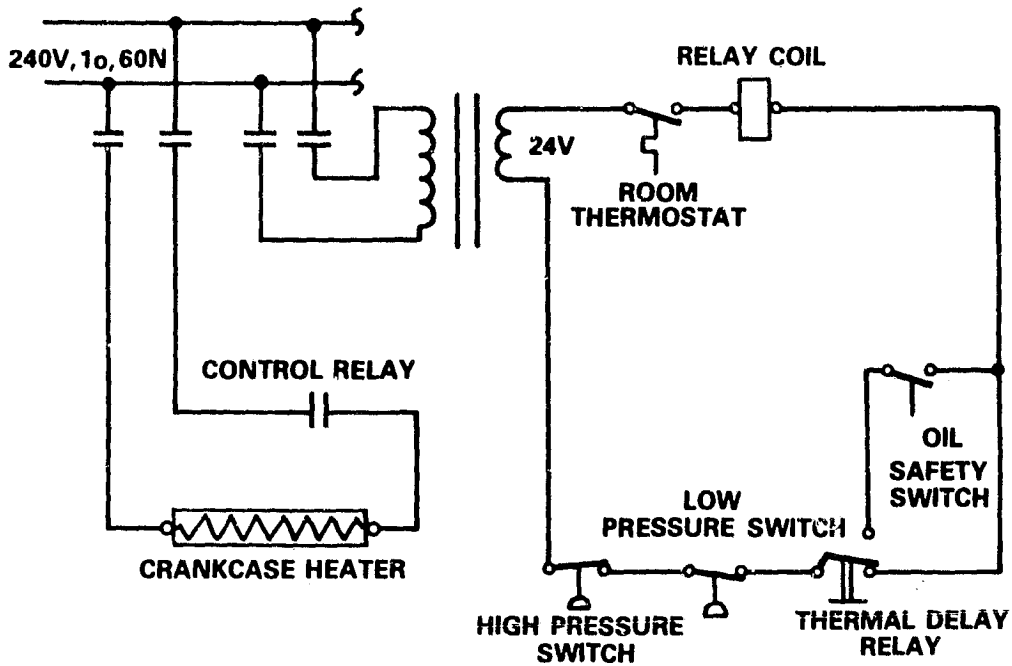 240V, 1o, 60N
RELAY COIL
24V
ROOM
THERMOSTAT
CONTROL RELAY
OIL
SAFETY
SWITCH
LOW
PRESSURE SWITCH
CRANKCASE HEATER
HIGH PRESSURE
SWITCH
THERMAL DELAY
RELAY